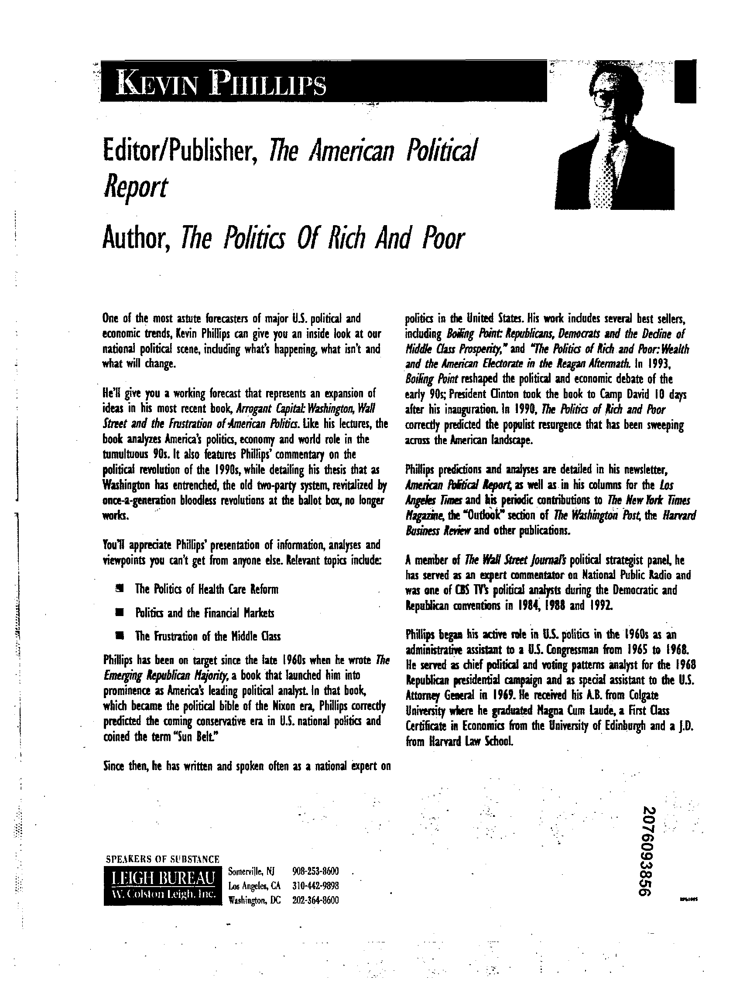 KEVIN PHILLIPS
Editor/Publisher, The American Political
Report
Author, The Politics Of Rich And Poor
One of the most astute forecasters of major U.S. political and
economic trends, Kevin Phillips can give you an inside look at our
national political scene, including what's happening, what isn't and
what will change.
He'll give you a working forecast that represents an expansion of
ideas in his most recent book, Arrogant Capital: Washington, Wall
Street and the Frustration of American Politics. Like his lectures, the
book analyzes America's politics, economy and world role in the
tumultuous 90s. It also features Phillips' commentary on the
political revolution of the 1990s, while detailing his thesis that as
Washington has entrenched, the old two-party system, revitalized by
once-a-generation bloodless revolutions at the ballot box, no longer
works.
You'll appreciate Phillips' presentation of information, analyses and
viewpoints you can't get from anyone else. Relevant topics include:
■ The Politics of Health Care Reform
■ Politics and the Financial Markets
■ The Frustration of the Middle Class
Phillips has been on target since the late 1960s when he wrote The
Emerging Republican Majority, a book that launched him into
prominence as America's leading political analyst. In that book,
which became the political bible of the Nixon era, Phillips correctly
predicted the coming conservative era in U.S. national politics and
coined the term "Sun Belt."
Since then, he has written and spoken often as a national expert on
politics in the United States. His work includes several best sellers,
including Boiling Point: Republicans, Democrats and the Decline of
Middle Class Prosperity," and "The Politics of Rich and Poor: Wealth
and the American Electorate in the Reagan Aftermath. In 1993,
Boiling Point reshaped the political and economic debate of the
early 90s; President Clinton took the book to Camp David 10 days
after his inauguration. In 1990, The Politics of Rich and Poor
correctly predicted the populist resurgence that has been sweeping
across the American landscape.
Phillips predictions and analyses are detailed in his newsletter,
American Political Report, as well as in his columns for the Los
Angeles Times and his periodic contributions to The New York Times
Magazine, the "Outlook" section of The Washington Post, the Harvard
Business Review and other publications.
A member of The Wall Street Journal's political strategist panel, he
has served as an expert commentator on National Public Radio and
was one of CBS TV's political analysts during the Democratic and
Republican conventions in 1984, 1988 and 1992.
Phillips began his active role in U.S. politics in the 1960s as an
administrative assistant to a U.S. Congressman from 1965 to 1968.
He served as chief political and voting patterns analyst for the 1968
Republican presidential campaign and as special assistant to the U.S.
Attorney General in 1969. He received his A.B. from Colgate
University where he graduated Magna Cum Laude, a First Class
Certificate in Economics from the University of Edinburgh and a J.D.
from Harvard Law School.
SPEAKERS OF SUBSTANCE
LEIGH BUREAU
W. Colston Leigh, Inc.
Somerville, NJ 908-253-8600
Los Angeles, CA 310-442-9898
Washington, DC 202-364-8600
2076093856